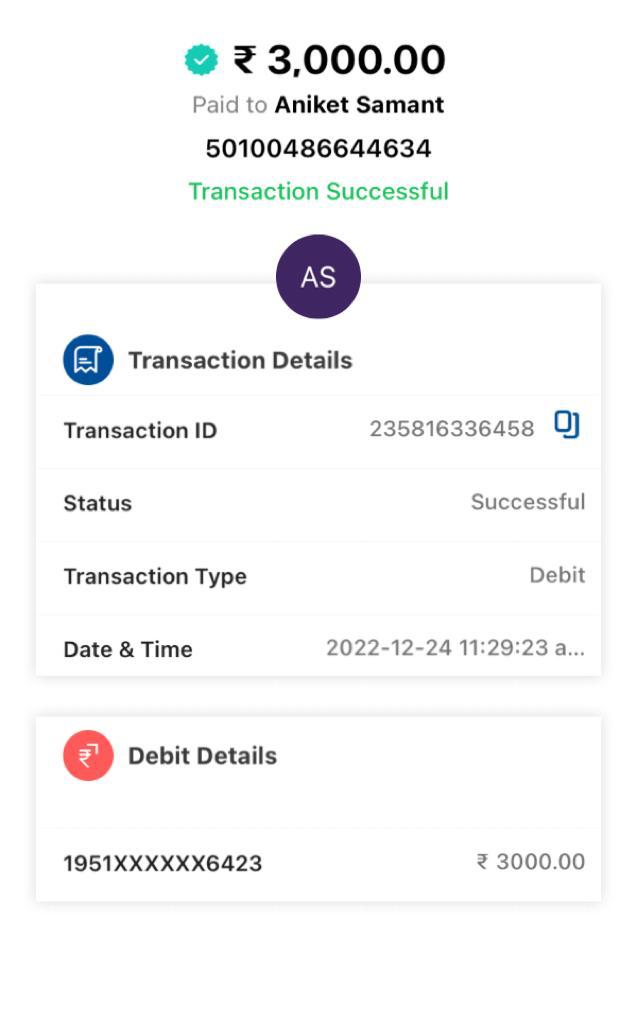 ₹ 3,000.00
Paid to Aniket Samant
50100486644634
Transaction Successful
AS
Transaction Details
Transaction ID 235816336458
Status Successful
Transaction Type Debit
Date & Time 2022-12-24 11:29:23 a...
Debit Details
1951XXXXXX6423 ₹ 3000.00